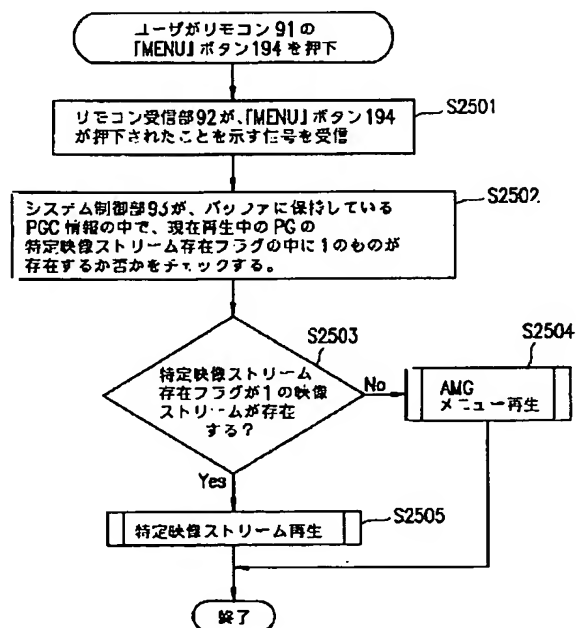 ユーザがリモコン91の
「MENU」ボタン194を押下
S2501
リモコン受信部92が、「MENU」ボタン194
が押下されたことを示す信号を受信
S2502
システム制御部93が、バッファに保持している
PGC情報の中で、現在再生中のPGの
特定映像ストリーム存在フラグの中に1のものが
存在するか否かをチェックする。
S2503
特定映像ストリーム
存在フラグが1の映像
ストリームが存在
する?
No
S2504
AMG
メニュー再生
Yes
S2505
特定映像ストリーム再生
終了